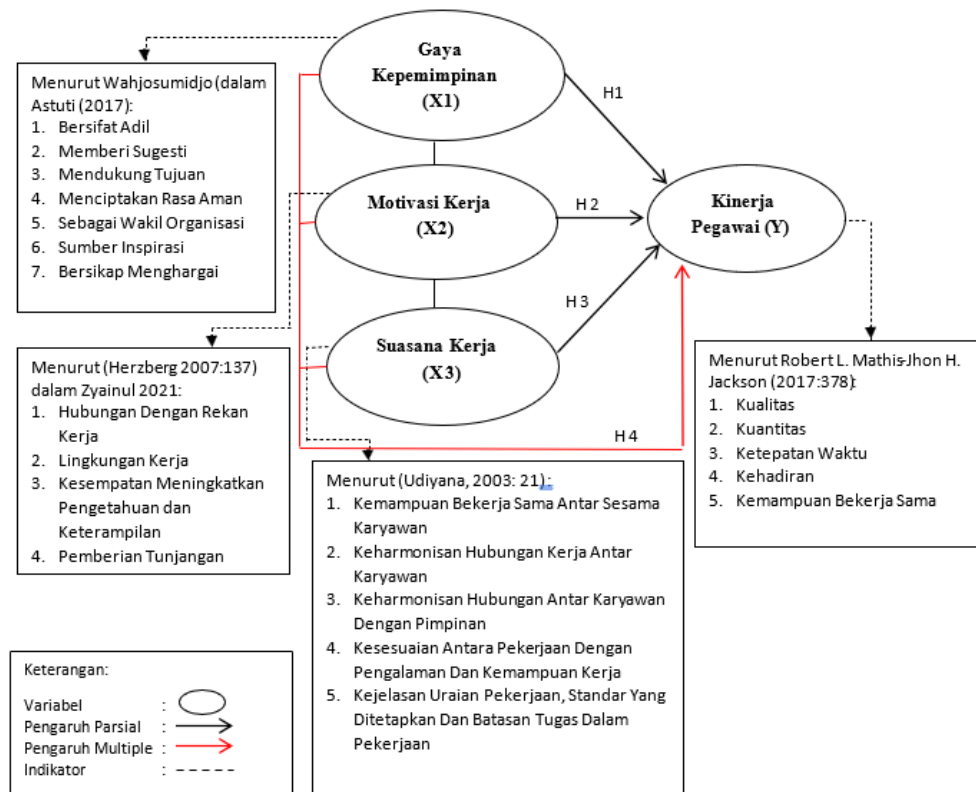 Gaya
Kepemimpinan
(X1)
Menurut Wahjosumidjo (dalam
Astuti (2017):
1. Bersifat Adil
2. Memberi Sugesti
3. Mendukung Tujuan
4. Menciptakan Rasa Aman
5. Sebagai Wakil Organisasi
6. Sumber Inspirasi
7. Bersikap Menghargai
H1
Motivasi Kerja
(X2)
H 2
Kinerja
Pegawai (Y)
H 3
Suasana Kerja
(X3)
H 4
Menurut (Herzberg 2007:137)
dalam Zyainul 2021:
1. Hubungan Dengan Rekan
Kerja
2. Lingkungan Kerja
3. Kesempatan Meningkatkan
Pengetahuan dan
Keterampilan
4. Pemberian Tunjangan
Menurut Robert L. Mathis-Jhon H.
Jackson (2017:378):
1. Kualitas
2. Kuantitas
3. Ketepatan Waktu
4. Kehadiran
5. Kemampuan Bekerja Sama
Menurut (Udiyana, 2003: 21):
1. Kemampuan Bekerja Sama Antar Sesama
Karyawan
2. Keharmonisan Hubungan Kerja Antar
Karyawan
3. Keharmonisan Hubungan Antar Karyawan
Dengan Pimpinan
4. Kesesuaian Antara Pekerjaan Dengan
Pengalaman Dan Kemampuan Kerja
5. Kejelasan Uraian Pekerjaan, Standar Yang
Ditetapkan Dan Batasan Tugas Dalam
Pekerjaan
Keterangan:
Variabel :
Pengaruh Parsial :
Pengaruh Multiple :
Indikator :